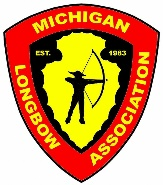 MICHIGAN
EST. 1983
LONGBOW
ASSOCIATION